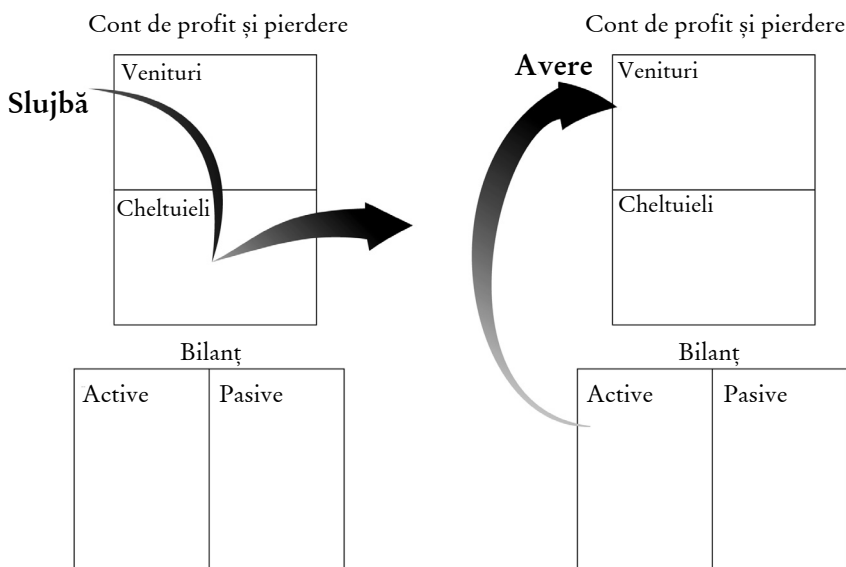 Cont de profit și pierdere
Venituri
Slujbă
Cheltuieli
Bilanț
Active
Pasive
Cont de profit și pierdere
Avere
Venituri
Cheltuieli
Bilanț
Active
Pasive